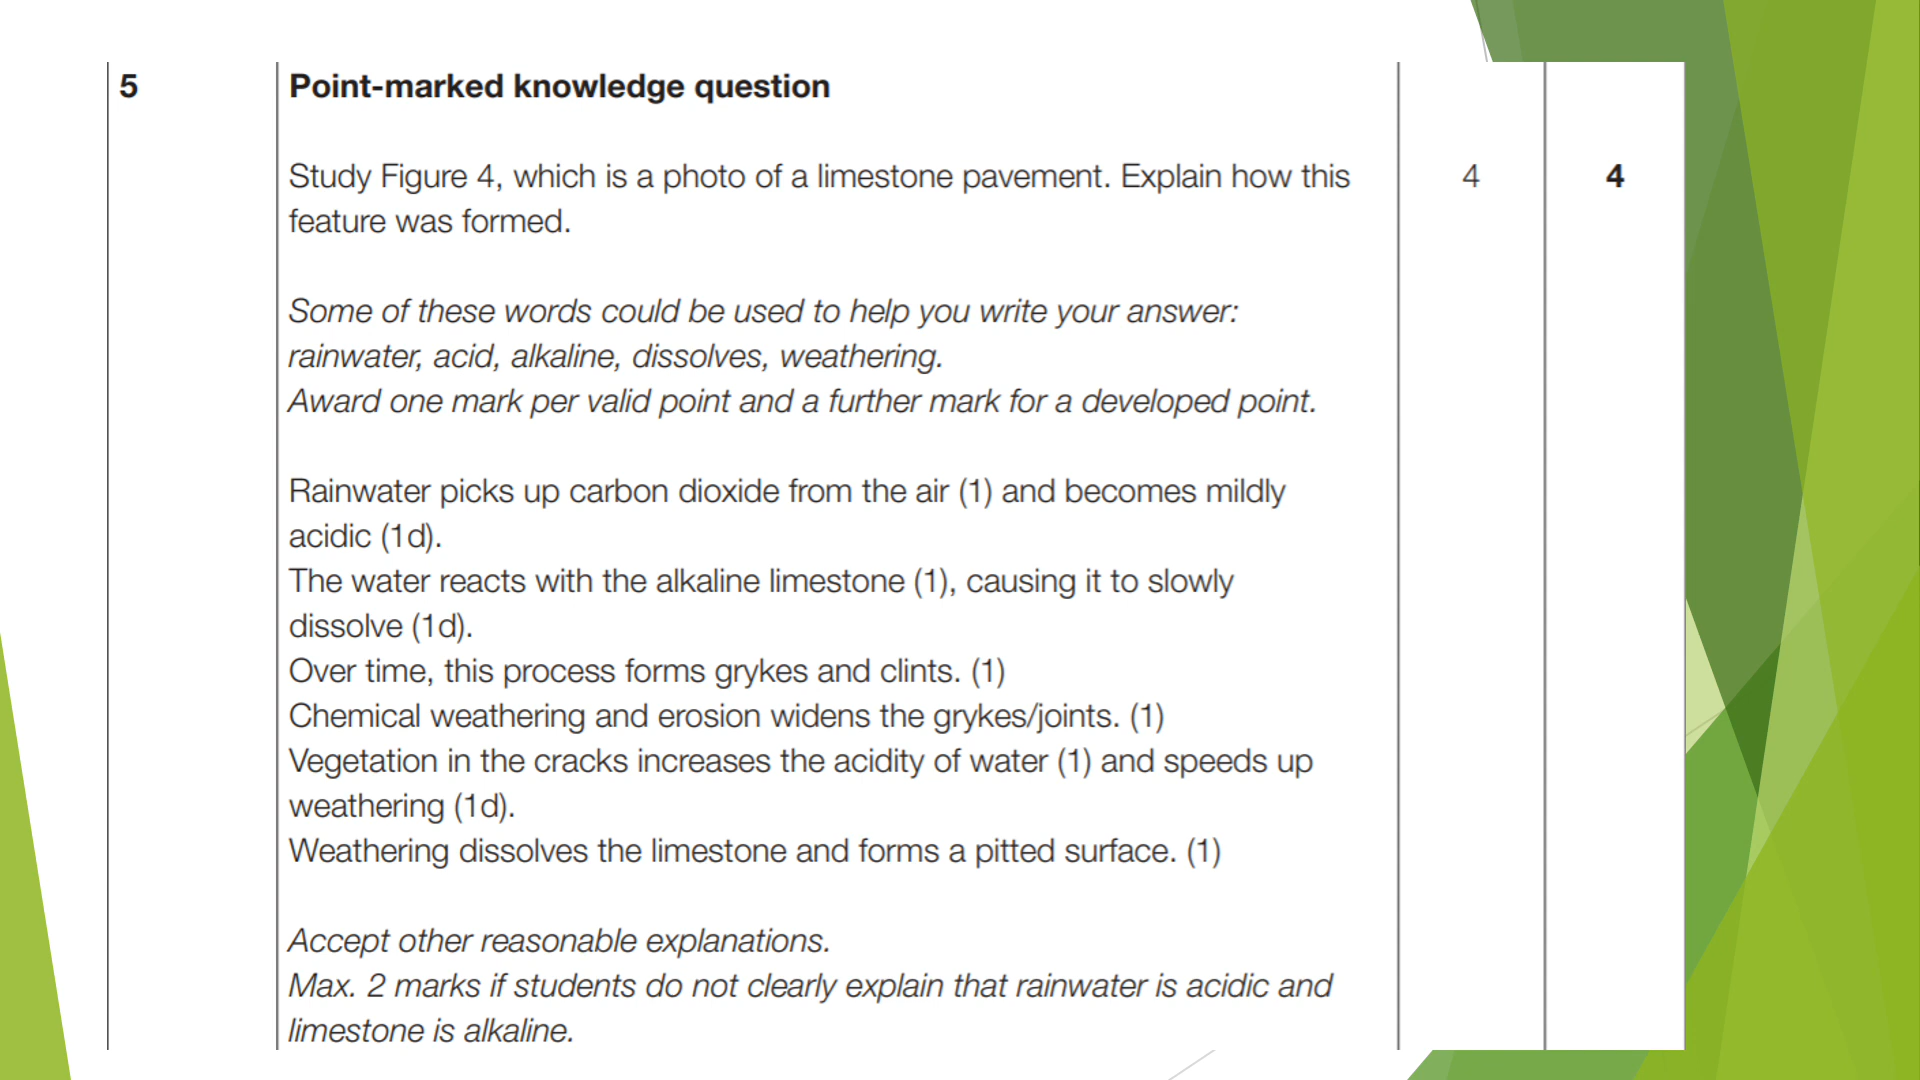 5 Point-marked knowledge question
Study Figure 4, which is a photo of a limestone pavement. Explain how this 4 4
feature was formed.
Some of these words could be used to help you write your answer:
rainwater, acid, alkaline, dissolves, weathering.
Award one mark per valid point and a further mark for a developed point.
Rainwater picks up carbon dioxide from the air (1) and becomes mildly
acidic (1d).
The water reacts with the alkaline limestone (1), causing it to slowly
dissolve (1d).
Over time, this process forms grykes and clints. (1)
Chemical weathering and erosion widens the grykes/joints. (1)
Vegetation in the cracks increases the acidity of water (1) and speeds up
weathering (1d).
Weathering dissolves the limestone and forms a pitted surface. (1)
Accept other reasonable explanations.
Max. 2 marks if students do not clearly explain that rainwater is acidic and
limestone is alkaline.